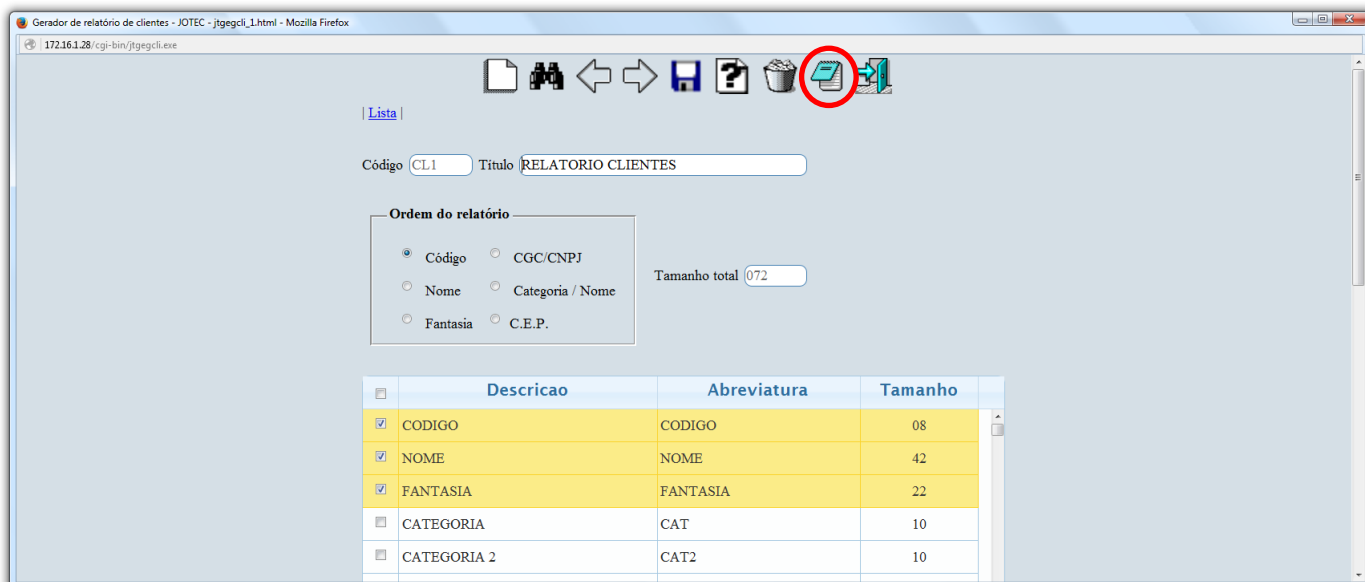 Gerador de relatório de clientes - JOTEC - jtgegcli_1.html - Mozilla Firefox
172.16.1.28/cgi-bin/jtgegcli.exe
| Lista |
Código CL1 Título RELATORIO CLIENTES
Ordem do relatório
Código CGC/CNPJ
Nome Categoria / Nome
Tamanho total 072
Fantasia C.E.P.
Descricao Abreviatura Tamanho
CODIGO CODIGO 08
NOME NOME 42
FANTASIA FANTASIA 22
CATEGORIA CAT 10
CATEGORIA 2 CAT2 10